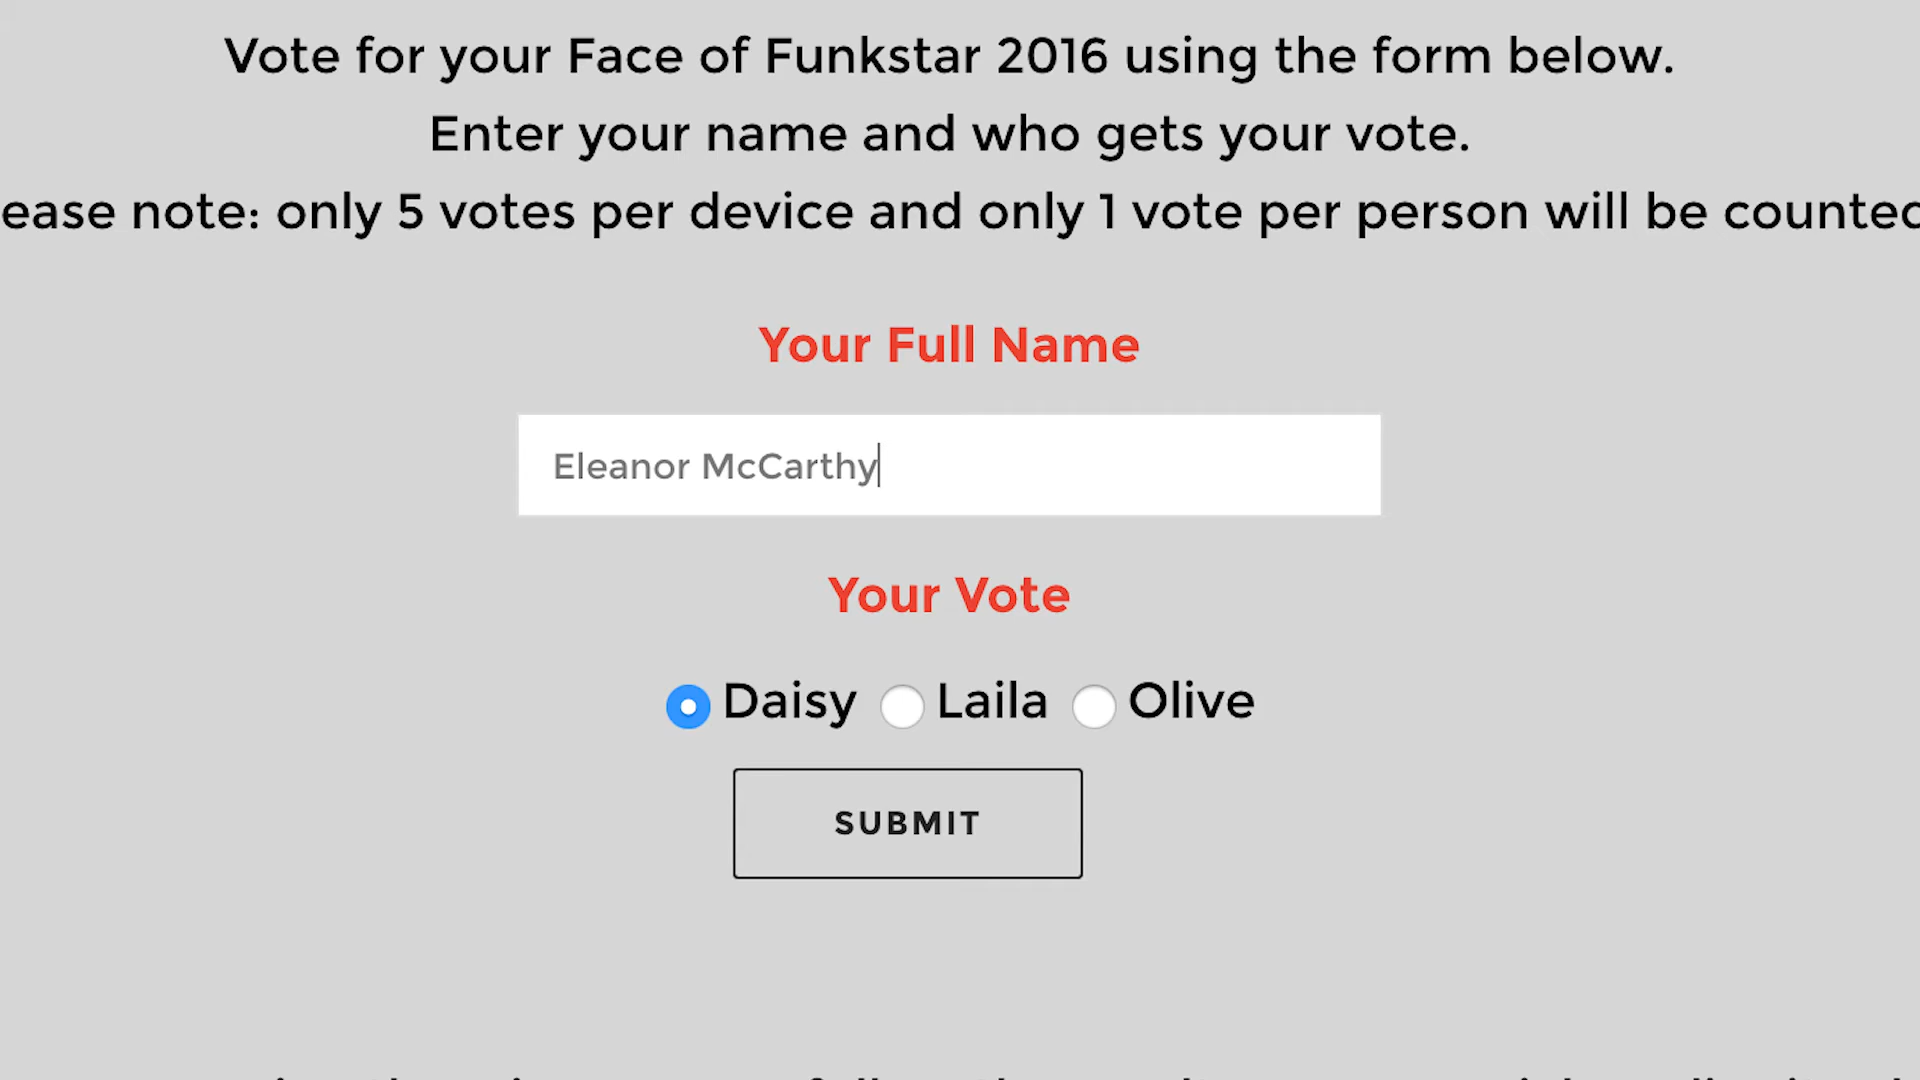 Vote for your Face of Funkstar 2016 using the form below.
Enter your name and who gets your vote.
ease note: only 5 votes per device and only 1 vote per person will be counted
Your Full Name
Eleanor McCarthy
Your Vote
Daisy Laila Olive
SUBMIT